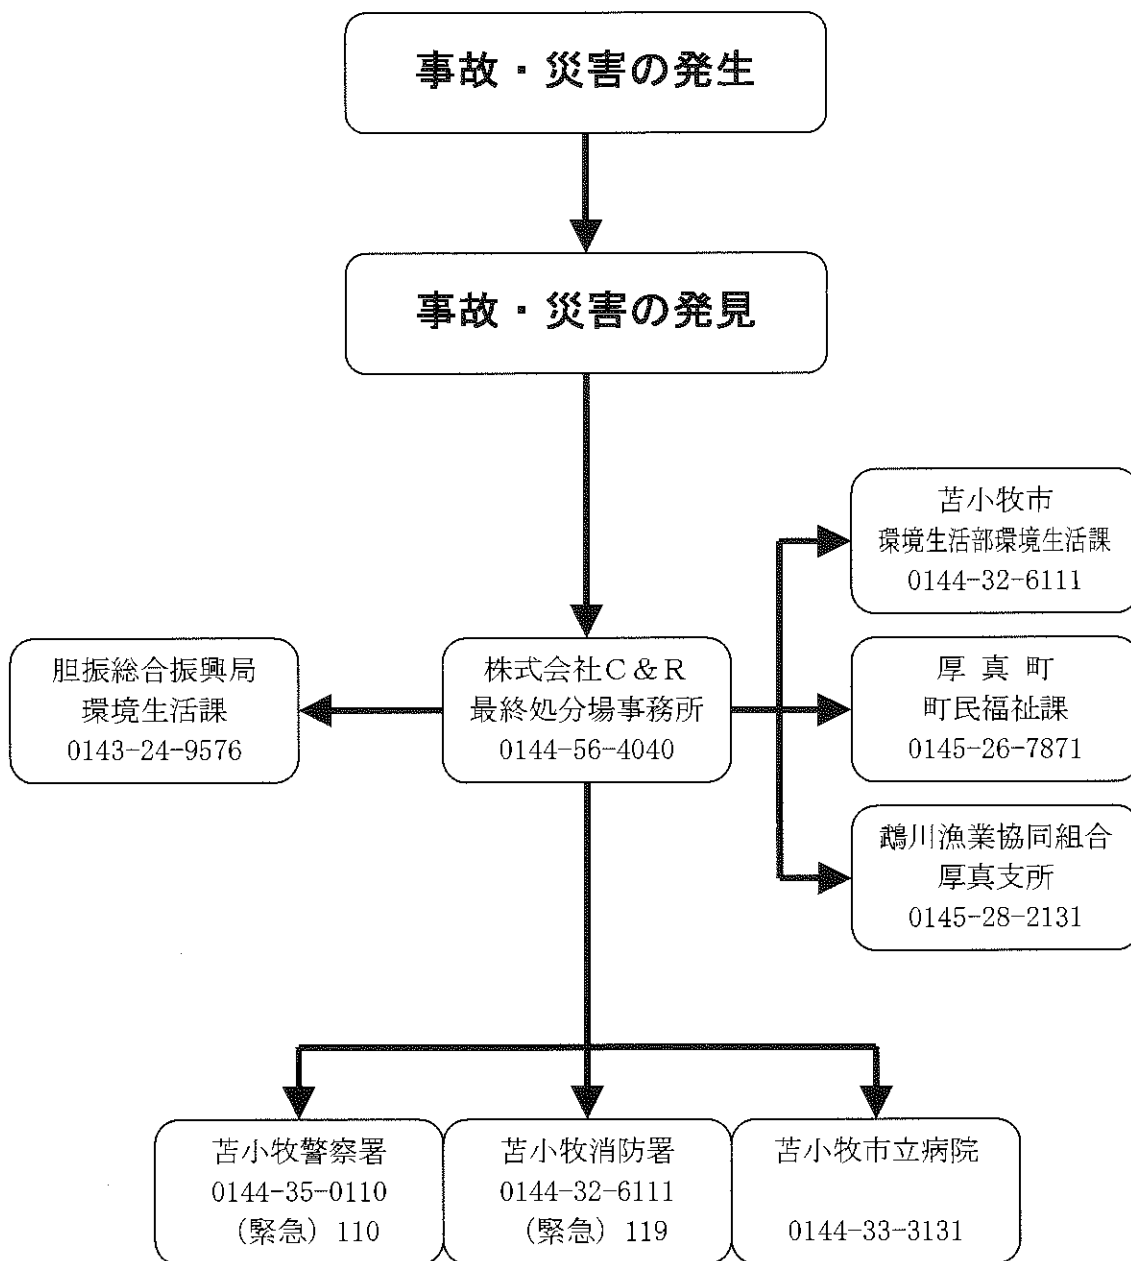 事故・災害の発生
事故・災害の発見
苫小牧市
環境生活部環境生活課
0144-32-6111
胆振総合振興局
環境生活課
0143-24-9576
株式会社C＆R
最終処分場事務所
0144-56-4040
厚真町
町民福祉課
0145-26-7871
鵡川漁業協同組合
厚真支所
0145-28-2131
苫小牧警察署
0144-35-0110
（緊急）110
苫小牧消防署
0144-32-6111
（緊急）119
苫小牧市立病院
0144-33-3131